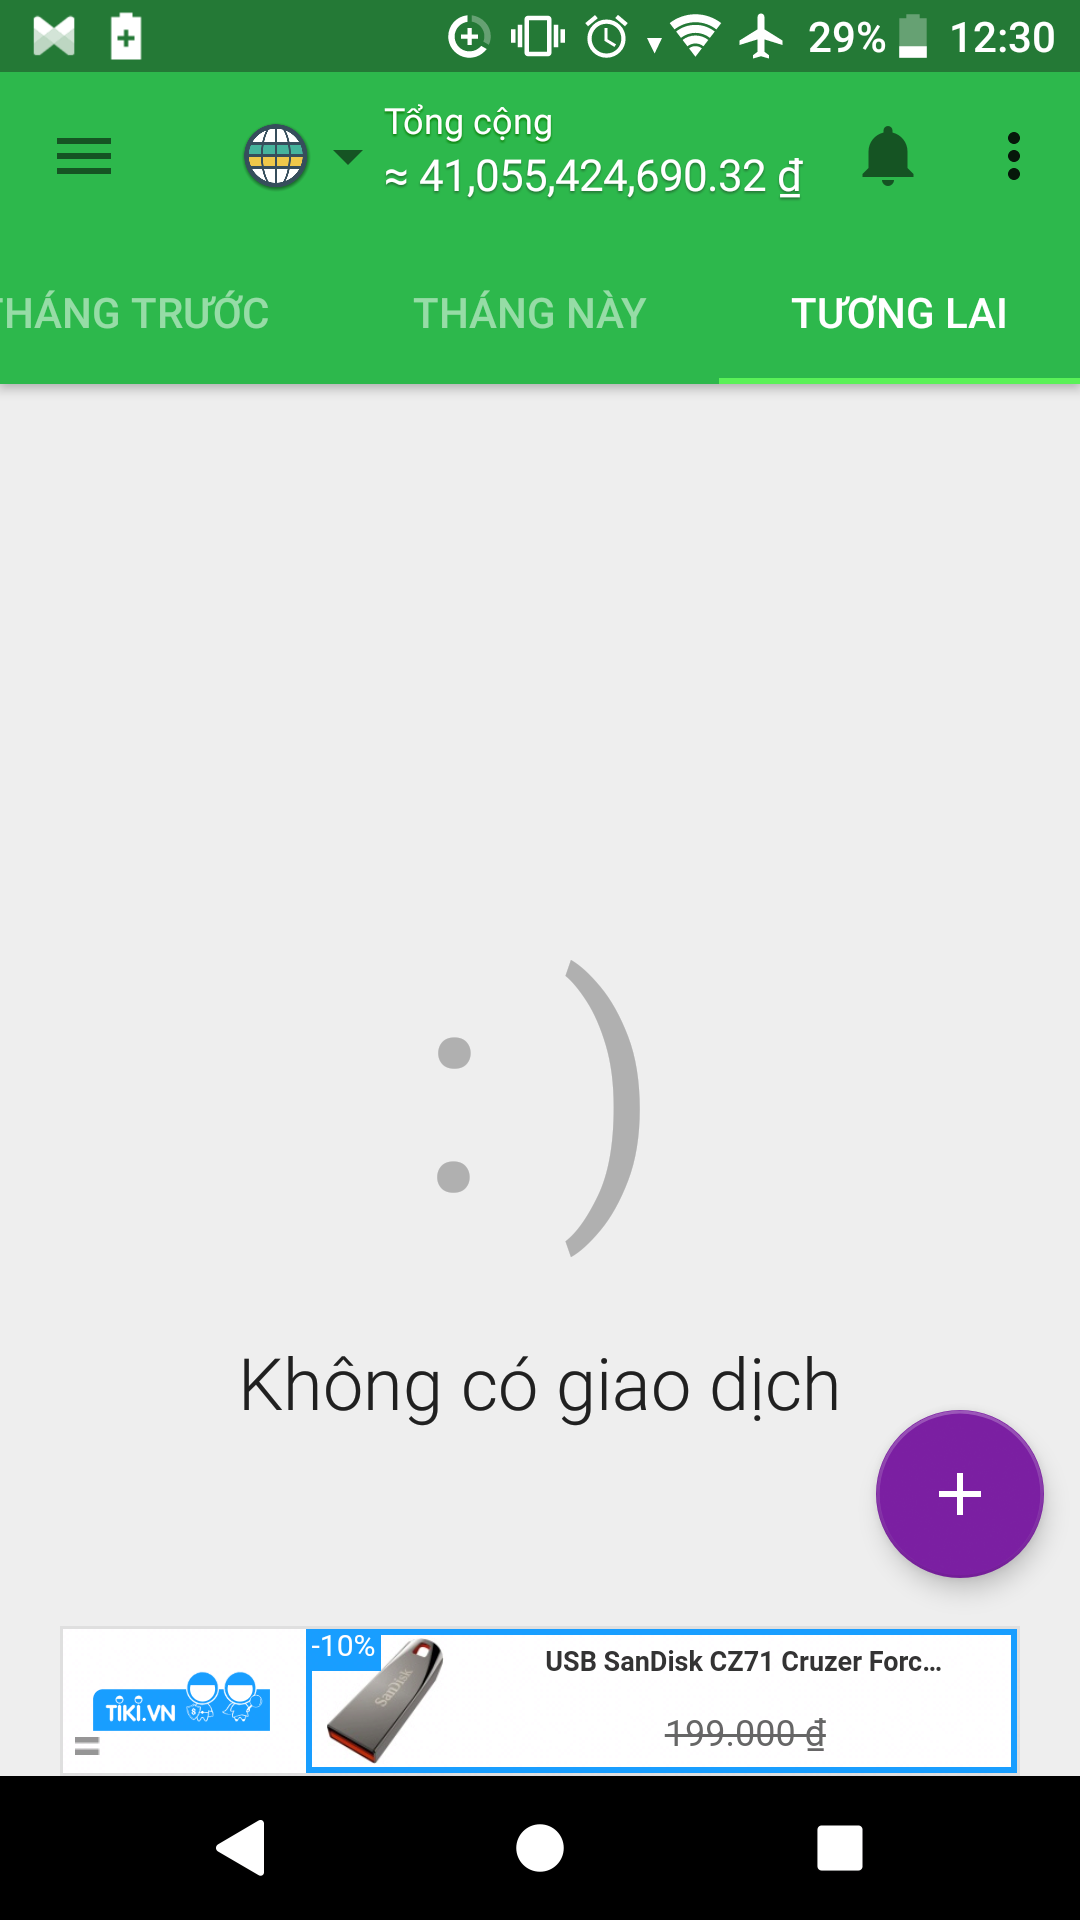 29% 12:30
Tổng cộng
≈ 41,055,424,690.32 đ
THÁNG TRƯỚC THÁNG NÀY TƯƠNG LAI
: )
Không có giao dịch
-10%
SanDisk
USB SanDisk CZ71 Cruzer Forc...
TIKI.VN
199.000 ₫